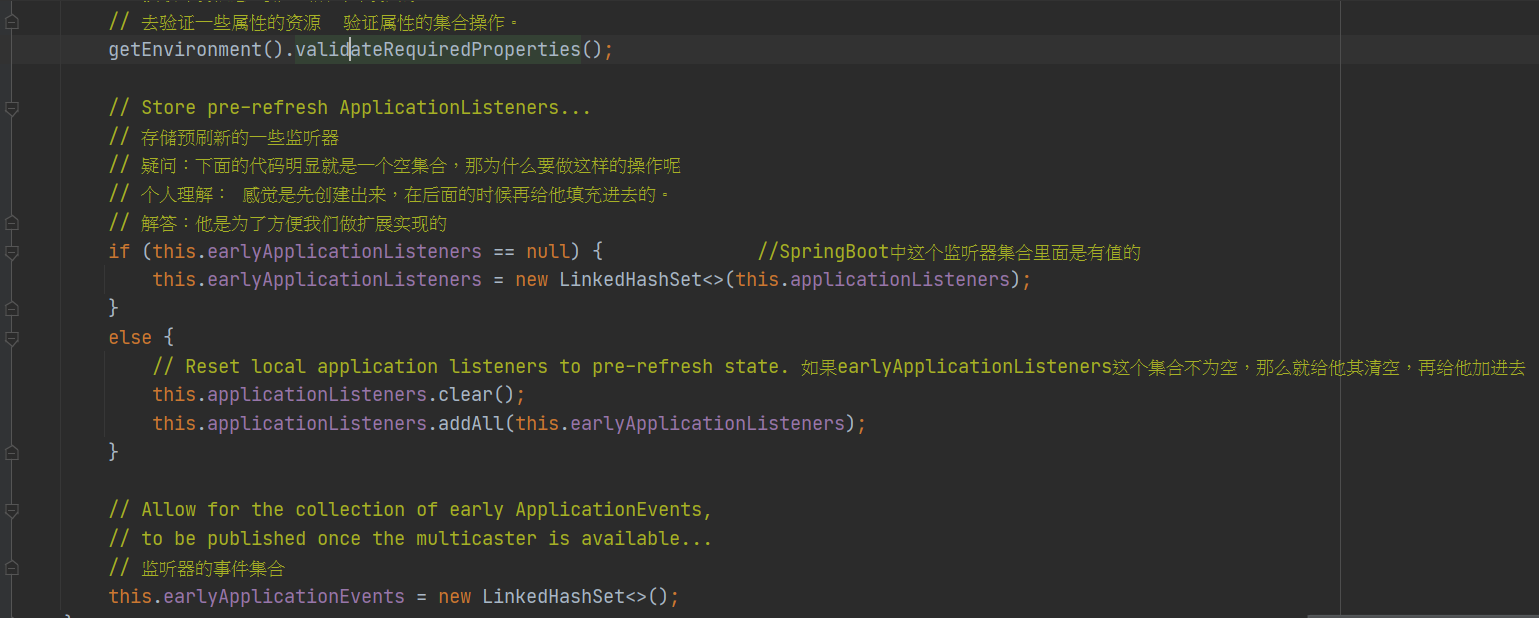 // 去验证一些属性的资源  验证属性的集合操作。
getEnvironment().validateRequiredProperties();
// Store pre-refresh ApplicationListeners...
// 存储预刷新的一些监听器
// 疑问：下面的代码明显就是一个空集合，那为什么要做这样的操作呢
// 个人理解： 感觉是先创建出来，在后面的时候再给他填充进去的。
// 解答：他是为了方便我们做扩展实现的
if (this.earlyApplicationListeners == null) {              //SpringBoot中这个监听器集合里面是有值的
this.earlyApplicationListeners = new LinkedHashSet<>(this.applicationListeners);
}
else {
// Reset local application listeners to pre-refresh state. 如果earlyApplicationListeners这个集合不为空，那么就给他其清空，再给他加进去
this.applicationListeners.clear();
this.applicationListeners.addAll(this.earlyApplicationListeners);
}
// Allow for the collection of early ApplicationEvents,
// to be published once the multicaster is available...
// 监听器的事件集合
this.earlyApplicationEvents = new LinkedHashSet<>();